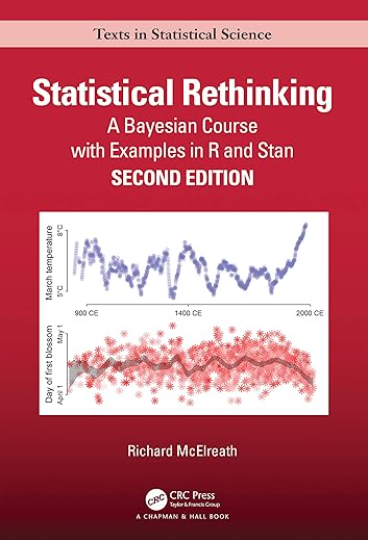 Texts in Statistical Science
Statistical Rethinking
A Bayesian Course
with Examples in R and Stan
SECOND EDITION
March temperature
8°C
5°C
900 CE
1400 CE
2000 CE
Day of first blossom
May 1
April 1
Richard McElreath
CRC
CRC Press
Taylor & Francis Group
A CHAPMAN & HALL BOOK